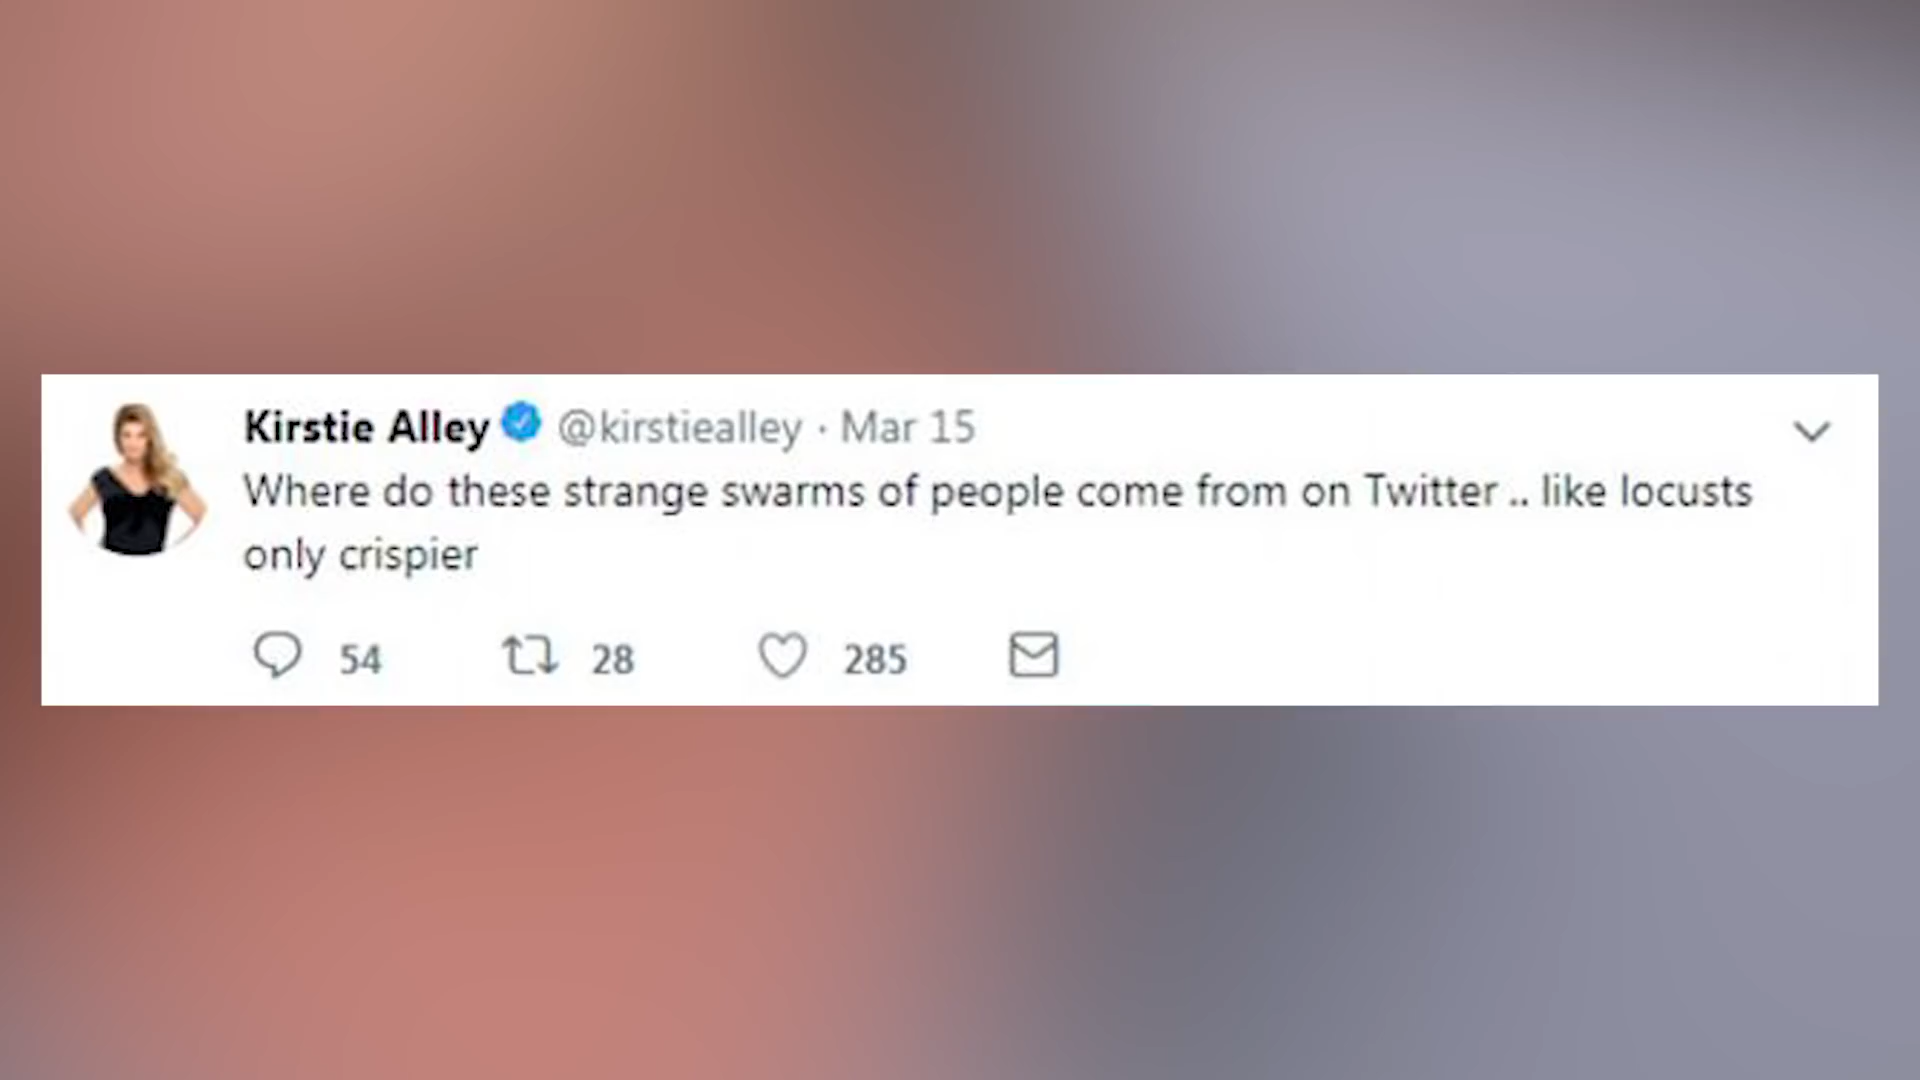 Kirstie Alley @kirstiealley · Mar 15
Where do these strange swarms of people come from on Twitter .. like locusts
only crispier
54 28 285